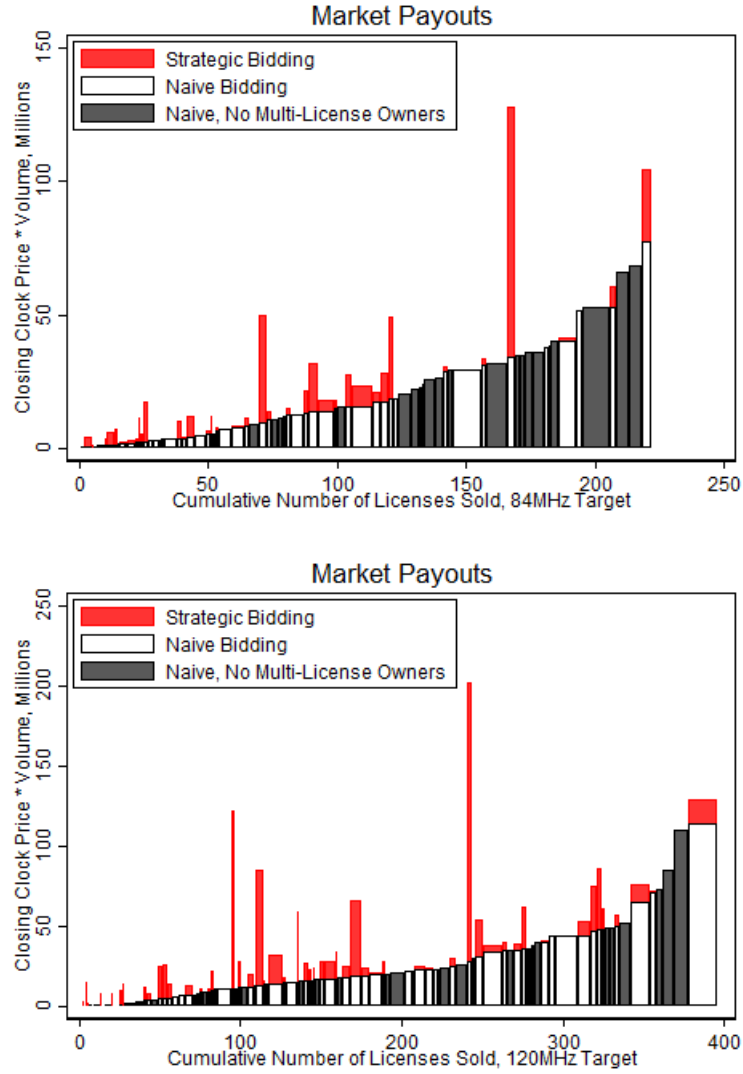 Market Payouts
Strategic Bidding
Naive Bidding
Naive, No Multi-License Owners
Closing Clock Price * Volume, Millions
150
100
50
0
0 50 100 150 200 250
Cumulative Number of Licenses Sold, 84MHz Target
Market Payouts
Strategic Bidding
Naive Bidding
Naive, No Multi-License Owners
Closing Clock Price * Volume, Millions
250
200
150
100
50
0
0 100 200 300 400
Cumulative Number of Licenses Sold, 120MHz Target